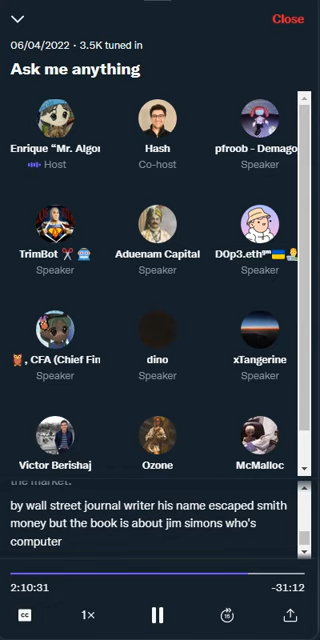 Close
06/04/2022 · 3.5K tuned in
Ask me anything
Enrique "Mr. Algor Hash pfroob - Demago
Host Co-host Speaker
TrimBot ✂️ 🤖 Aduenam Capital D0p3.eth 🇺🇦
Speaker Speaker Speaker
🦉, CFA (Chief Fin dino xTangerine
Speaker Speaker Speaker
Victor Berishaj Ozone McMalloc
the market.
by wall street journal writer his name escaped smith
money but the book is about jim simons who's
computer
2:10:31 -31:12
CC 1× 15